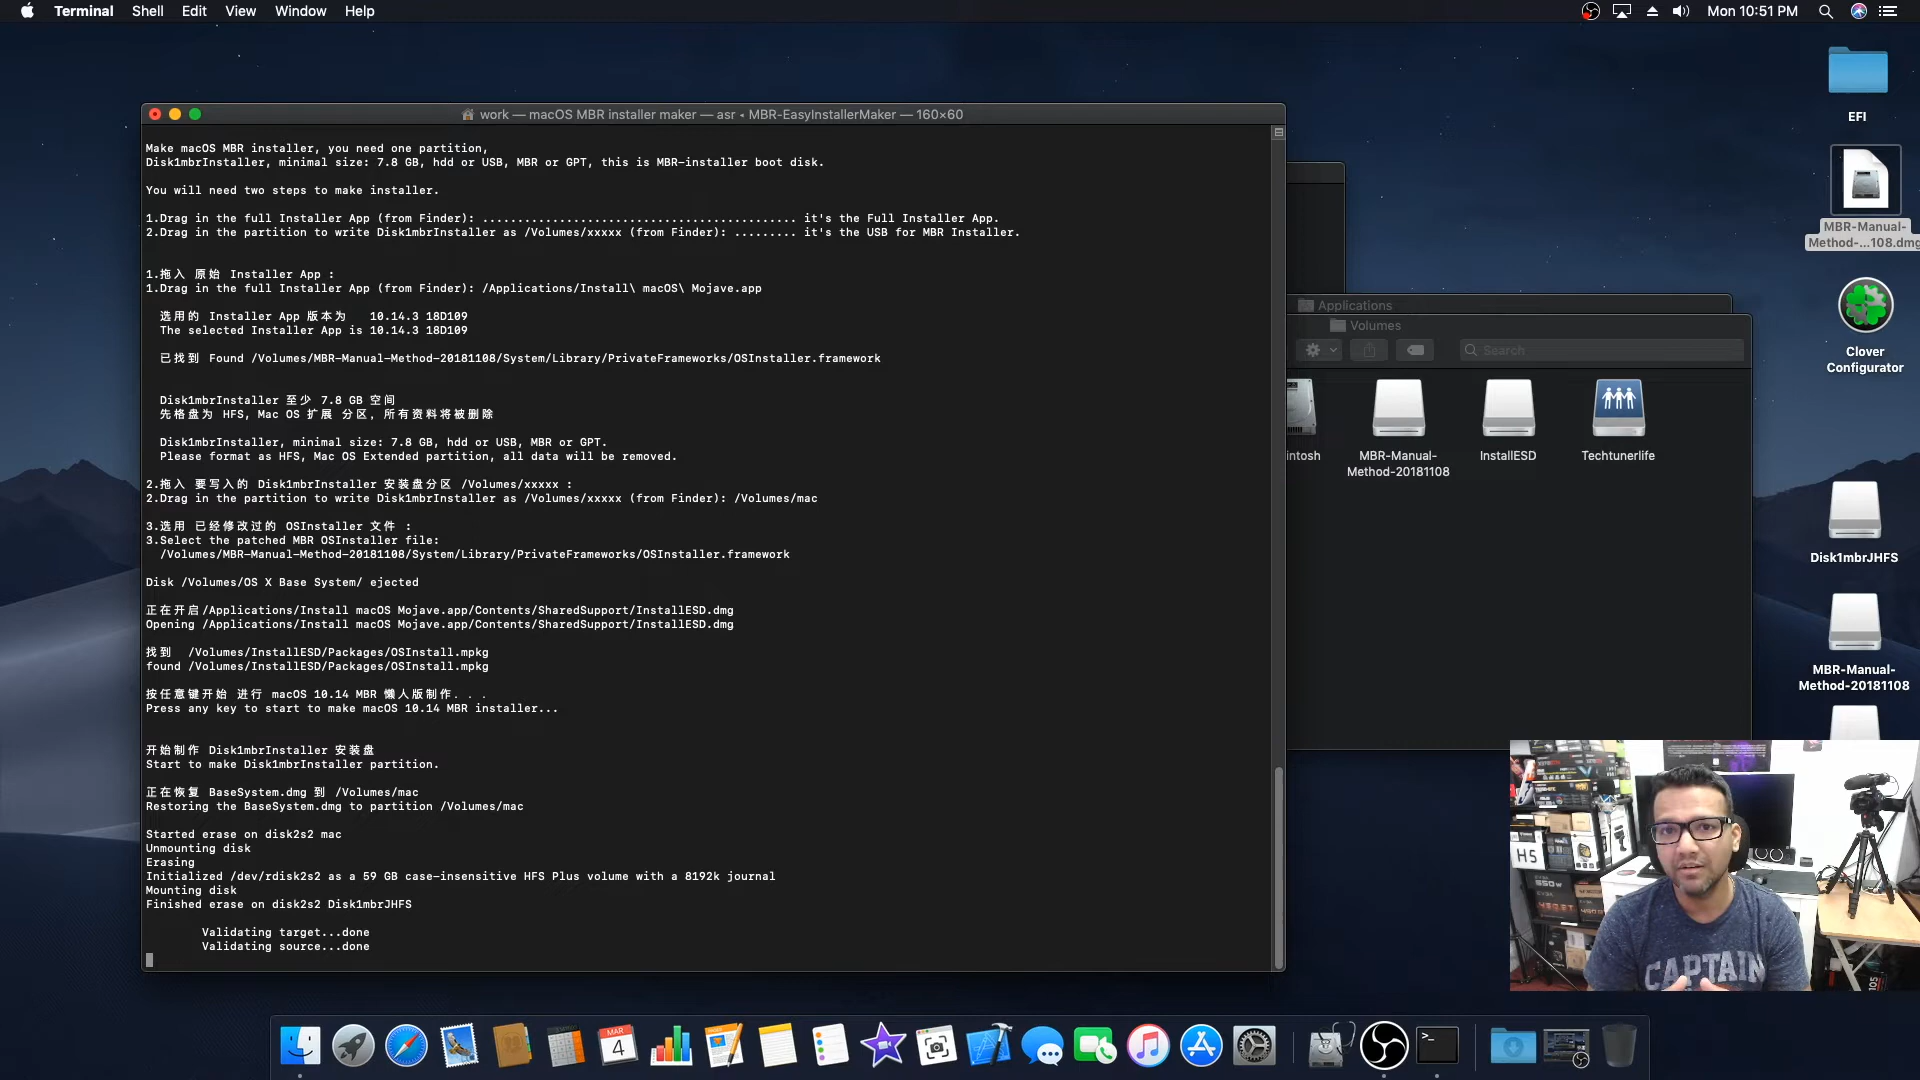 Terminal Shell Edit View Window Help
Mon 10:51 PM
work — macOS MBR installer maker — asr ◂ MBR-EasyInstallerMaker — 160×60
Make macOS MBR installer, you need one partition,
Disk1mbrInstaller, minimal size: 7.8 GB, hdd or USB, MBR or GPT, this is MBR-installer boot disk.
You will need two steps to make installer.
1.Drag in the full Installer App (from Finder): ............................................. it's the Full Installer App.
2.Drag in the partition to write Disk1mbrInstaller as /Volumes/xxxxx (from Finder): ......... it's the USB for MBR Installer.
1.拖入 原始 Installer App :
1.Drag in the full Installer App (from Finder): /Applications/Install\ macOS\ Mojave.app
选用的 Installer App 版本为 10.14.3 18D109
The selected Installer App is 10.14.3 18D109
已找到 Found /Volumes/MBR-Manual-Method-20181108/System/Library/PrivateFrameworks/OSInstaller.framework
Disk1mbrInstaller 至少 7.8 GB 空间
先格盘为 HFS, Mac OS 扩展 分区, 所有资料将被删除
Disk1mbrInstaller, minimal size: 7.8 GB, hdd or USB, MBR or GPT.
Please format as HFS, Mac OS Extended partition, all data will be removed.
2.拖入 要写入的 Disk1mbrInstaller 安装盘分区 /Volumes/xxxxx :
2.Drag in the partition to write Disk1mbrInstaller as /Volumes/xxxxx (from Finder): /Volumes/mac
3.选用 已经修改过的 OSInstaller 文件 :
3.Select the patched MBR OSInstaller file:
/Volumes/MBR-Manual-Method-20181108/System/Library/PrivateFrameworks/OSInstaller.framework
Disk /Volumes/OS X Base System/ ejected
正在开启 /Applications/Install macOS Mojave.app/Contents/SharedSupport/InstallESD.dmg
Opening /Applications/Install macOS Mojave.app/Contents/SharedSupport/InstallESD.dmg
找到 /Volumes/InstallESD/Packages/OSInstall.mpkg
found /Volumes/InstallESD/Packages/OSInstall.mpkg
按任意键开始 进行 macOS 10.14 MBR 懒人版制作...
Press any key to start to make macOS 10.14 MBR installer...
开始制作 Disk1mbrInstaller 安装盘
Start to make Disk1mbrInstaller partition.
正在恢复 BaseSystem.dmg 到 /Volumes/mac
Restoring the BaseSystem.dmg to partition /Volumes/mac
Started erase on disk2s2 mac
Unmounting disk
Erasing
Initialized /dev/rdisk2s2 as a 59 GB case-insensitive HFS Plus volume with a 8192k journal
Mounting disk
Finished erase on disk2s2 Disk1mbrJHFS
Validating target...done
Validating source...done
Applications
Volumes
Search
intosh
MBR-Manual-
Method-20181108
InstallESD
Techtunerlife
EFI
MBR-Manual-
Method-...108.dmg
Clover
Configurator
Disk1mbrJHFS
MBR-Manual-
Method-20181108
H5
CAPTAIN
MAR
4